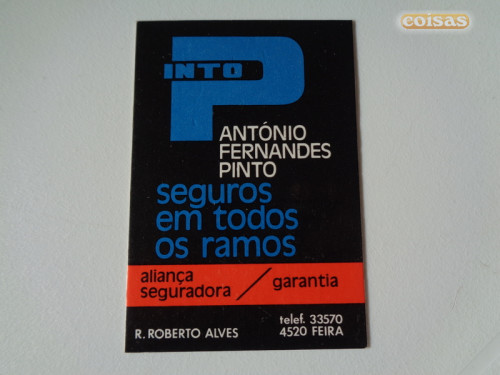 coisas
P
INTO
ANTÓNIO
FERNANDES
PINTO
seguros
em todos
os ramos
aliança
seguradora / garantia
R. ROBERTO ALVES
telef. 33570
4520 FEIRA